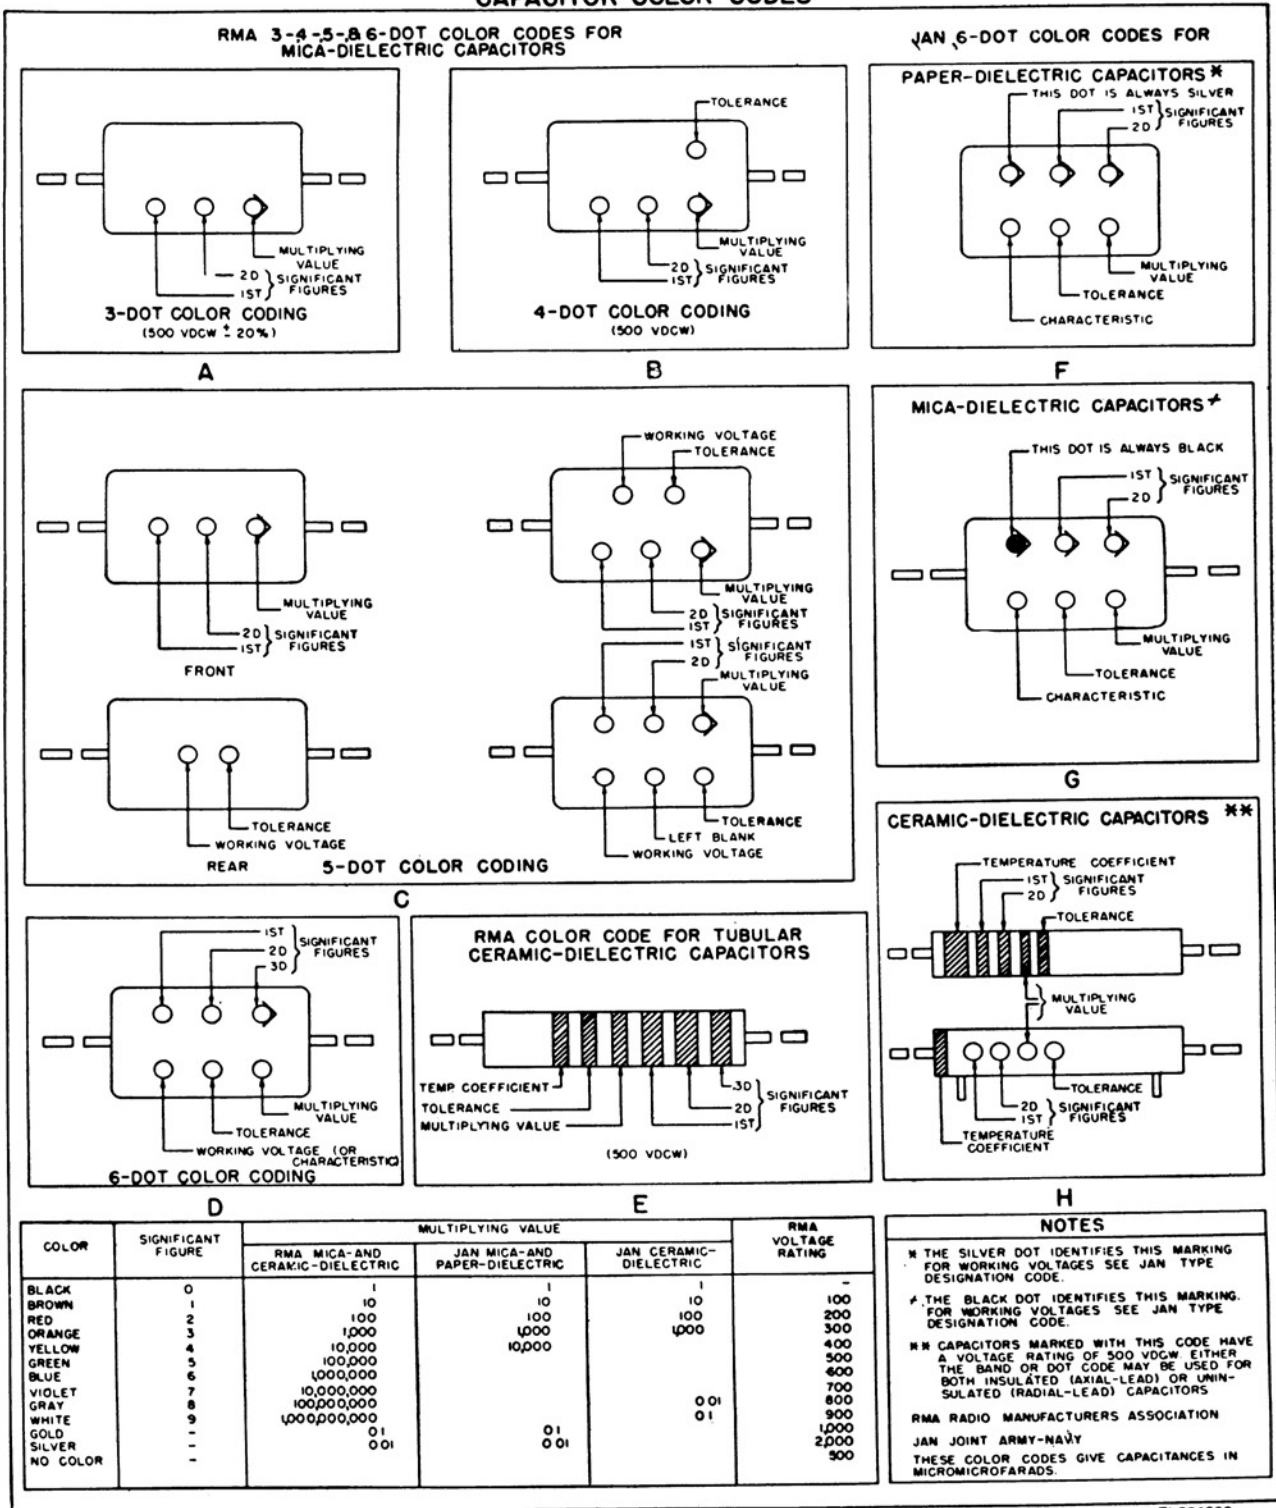 CAPACITOR COLOR CODES
RMA 3-4-5-& 6-DOT COLOR CODES FOR
MICA-DIELECTRIC CAPACITORS
MULTIPLYING
VALUE
2D
1ST
SIGNIFICANT
FIGURES
3-DOT COLOR CODING
(500 VDCW ± 20%)
A
TOLERANCE
MULTIPLYING
VALUE
2D
1ST
SIGNIFICANT
FIGURES
4-DOT COLOR CODING
(500 VDCW)
B
JAN 6-DOT COLOR CODES FOR
PAPER-DIELECTRIC CAPACITORS *
THIS DOT IS ALWAYS SILVER
1ST
2D
SIGNIFICANT
FIGURES
MULTIPLYING
VALUE
TOLERANCE
CHARACTERISTIC
F
MULTIPLYING
VALUE
2D
1ST
SIGNIFICANT
FIGURES
FRONT
TOLERANCE
WORKING VOLTAGE
REAR
WORKING VOLTAGE
TOLERANCE
MULTIPLYING
VALUE
2D
1ST
SIGNIFICANT
FIGURES
1ST
2D
SIGNIFICANT
FIGURES
MULTIPLYING
VALUE
TOLERANCE
LEFT BLANK
WORKING VOLTAGE
5-DOT COLOR CODING
C
MICA-DIELECTRIC CAPACITORS ≠
THIS DOT IS ALWAYS BLACK
1ST
2D
SIGNIFICANT
FIGURES
MULTIPLYING
VALUE
TOLERANCE
CHARACTERISTIC
G
1ST
2D
3D
SIGNIFICANT
FIGURES
MULTIPLYING
VALUE
TOLERANCE
WORKING VOLTAGE (OR
CHARACTERISTIC)
6-DOT COLOR CODING
D
RMA COLOR CODE FOR TUBULAR
CERAMIC-DIELECTRIC CAPACITORS
TEMP. COEFFICIENT
TOLERANCE
MULTIPLYING VALUE
3D
2D
1ST
SIGNIFICANT
FIGURES
(500 VDCW)
E
CERAMIC-DIELECTRIC CAPACITORS **
TEMPERATURE COEFFICIENT
1ST
2D
SIGNIFICANT
FIGURES
TOLERANCE
MULTIPLYING
VALUE
TOLERANCE
2D
1ST
SIGNIFICANT
FIGURES
TEMPERATURE
COEFFICIENT
H
COLOR
SIGNIFICANT
FIGURE
MULTIPLYING VALUE
RMA
VOLTAGE
RATING
RMA MICA-AND
CERAMIC-DIELECTRIC
JAN MICA-AND
PAPER-DIELECTRIC
JAN CERAMIC-
DIELECTRIC
BLACK 0 1 1 1 -
BROWN 1 10 10 10 100
RED 2 100 100 100 200
ORANGE 3 1,000 1,000 1,000 300
YELLOW 4 10,000 10,000 400
GREEN 5 100,000 500
BLUE 6 1,000,000 600
VIOLET 7 10,000,000 700
GRAY 8 100,000,000 0.01 800
WHITE 9 1,000,000,000 0.1 900
GOLD - 0.1 0.1 1,000
SILVER - 0.01 0.01 2,000
NO COLOR - 500
NOTES
* THE SILVER DOT IDENTIFIES THIS MARKING
FOR WORKING VOLTAGES SEE JAN TYPE
DESIGNATION CODE.
≠ THE BLACK DOT IDENTIFIES THIS MARKING.
FOR WORKING VOLTAGES SEE JAN TYPE
DESIGNATION CODE.
** CAPACITORS MARKED WITH THIS CODE HAVE
A VOLTAGE RATING OF 500 VDCW. EITHER
THE BAND OR DOT CODE MAY BE USED FOR
BOTH INSULATED (AXIAL-LEAD) OR UNIN-
SULATED (RADIAL-LEAD) CAPACITORS
RMA RADIO MANUFACTURERS ASSOCIATION
JAN JOINT ARMY-NAVY
THESE COLOR CODES GIVE CAPACITANCES IN
MICROMICROFARADS.